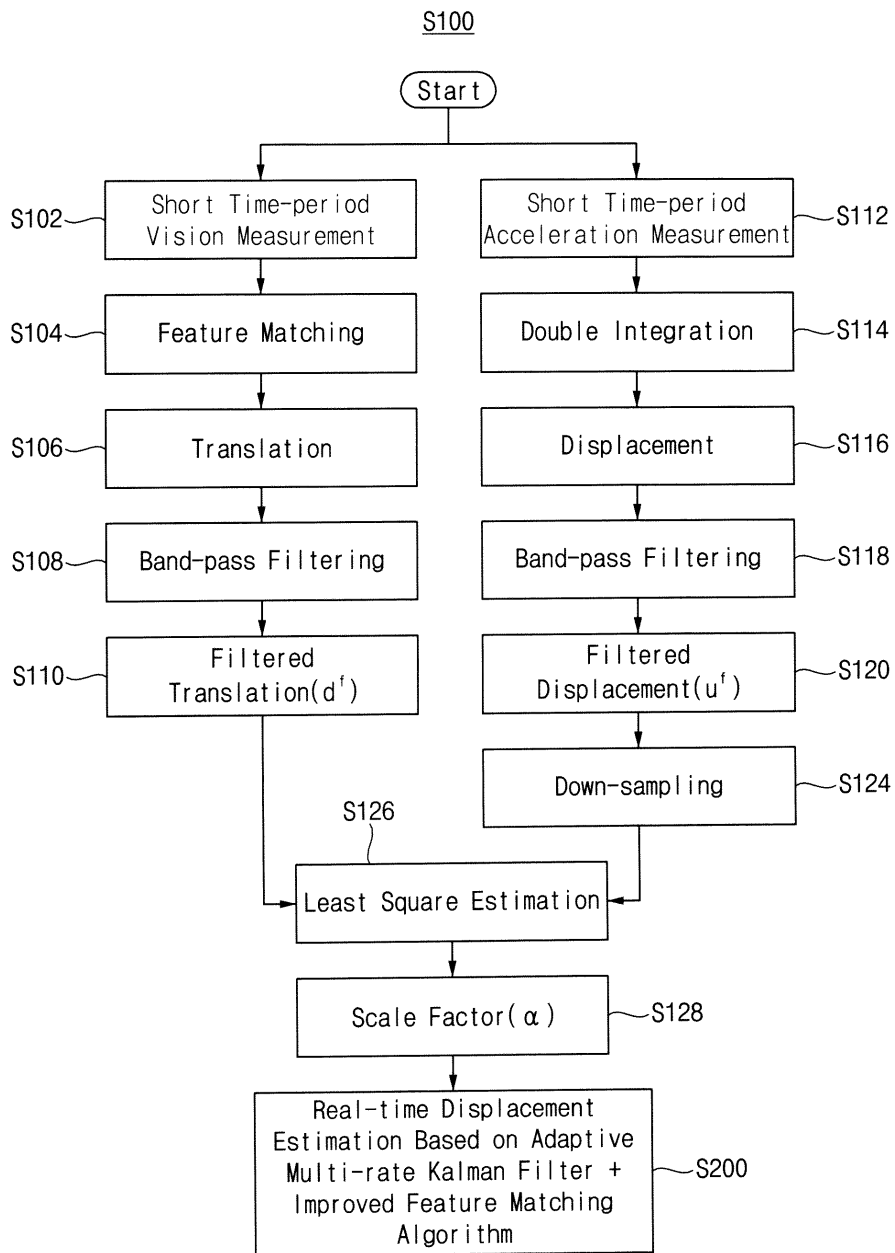 S100
Start
S102
Short Time-period
Vision Measurement
Short Time-period
Acceleration Measurement
S112
S104
Feature Matching
Double Integration
S114
S106
Translation
Displacement
S116
S108
Band-pass Filtering
Band-pass Filtering
S118
S110
Filtered
Translation(dᶠ)
Filtered
Displacement(uᶠ)
S120
Down-sampling
S124
S126
Least Square Estimation
Scale Factor(α)
S128
Real-time Displacement
Estimation Based on Adaptive
Multi-rate Kalman Filter +
Improved Feature Matching
Algorithm
S200